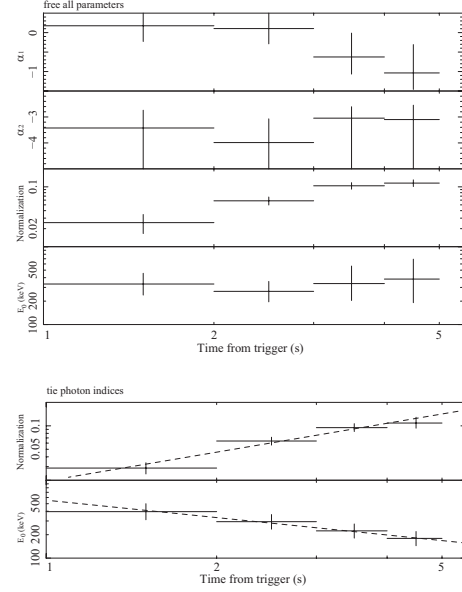 free all parameters
α1
0
−1
α2
−3
−4
Normalization
0.1
0.02
E0 (keV)
500
200
100
1
2
5
Time from trigger (s)
tie photon indices
Normalization
0.1
0.05
E0 (keV)
500
200
100
1
2
5
Time from trigger (s)